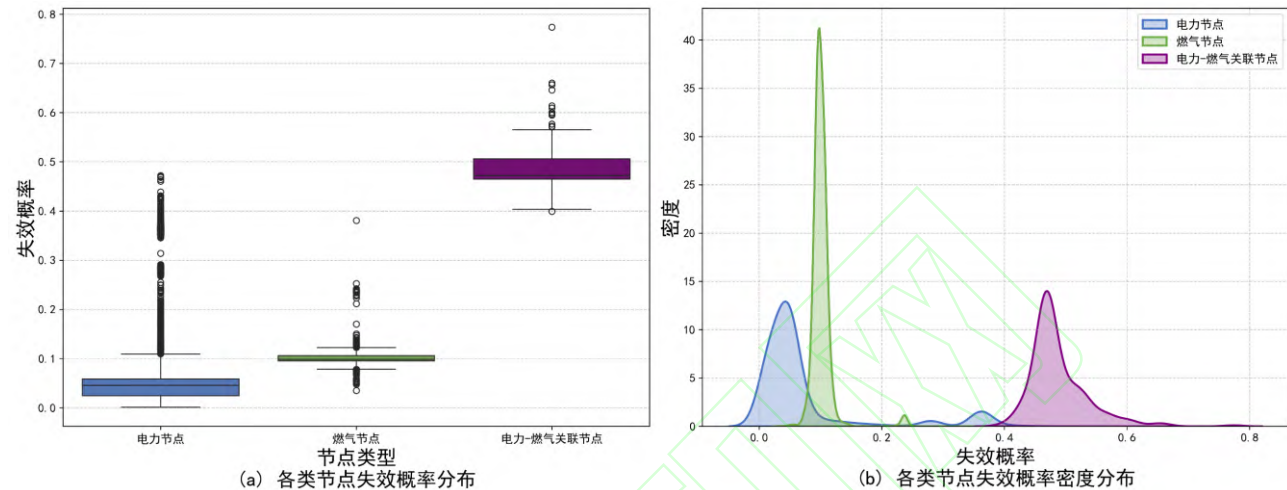 0.8
0.7
0.6
0.5
0.4
0.3
0.2
0.1
0.0
失效概率
电力节点 燃气节点 电力-燃气关联节点
节点类型
(a) 各类节点失效概率分布
电力节点
燃气节点
电力-燃气关联节点
40
35
30
25
20
15
10
5
0
密度
0.0 0.2 0.4 0.6 0.8
失效概率
(b) 各类节点失效概率密度分布